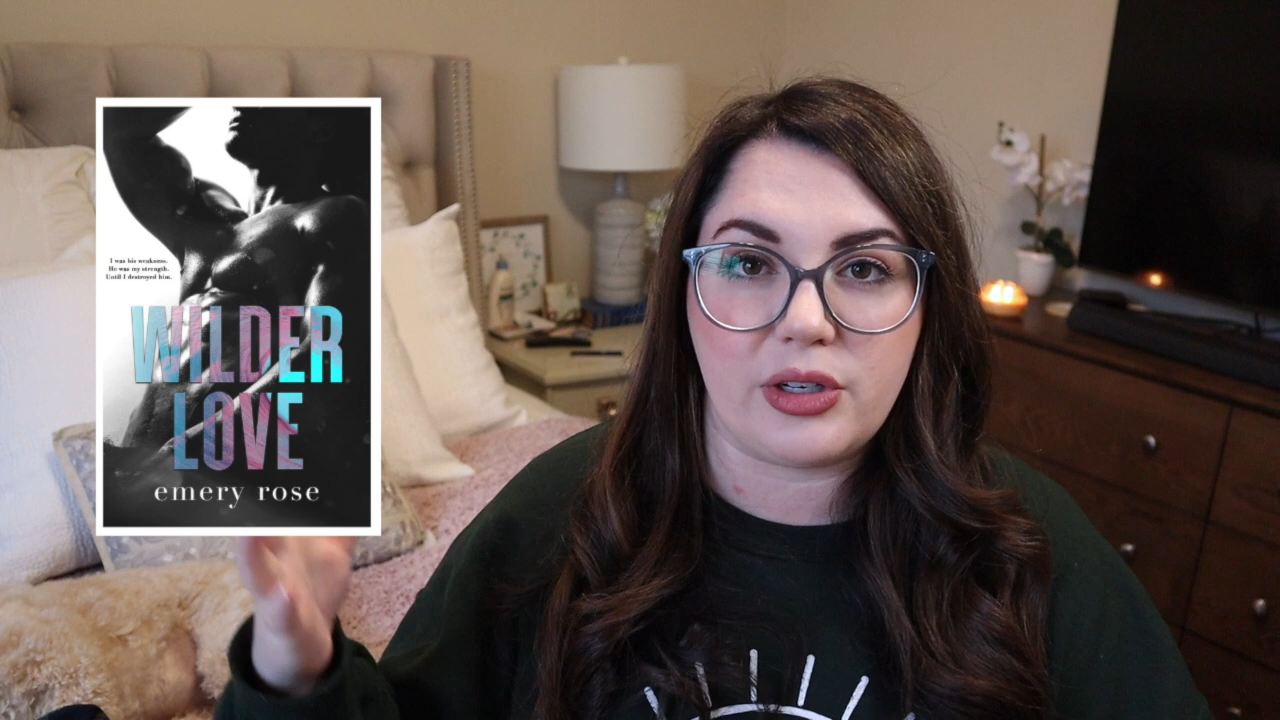 I was his weakness.
He was my strength.
Until I destroyed him.
WILDER
LOVE
emery rose